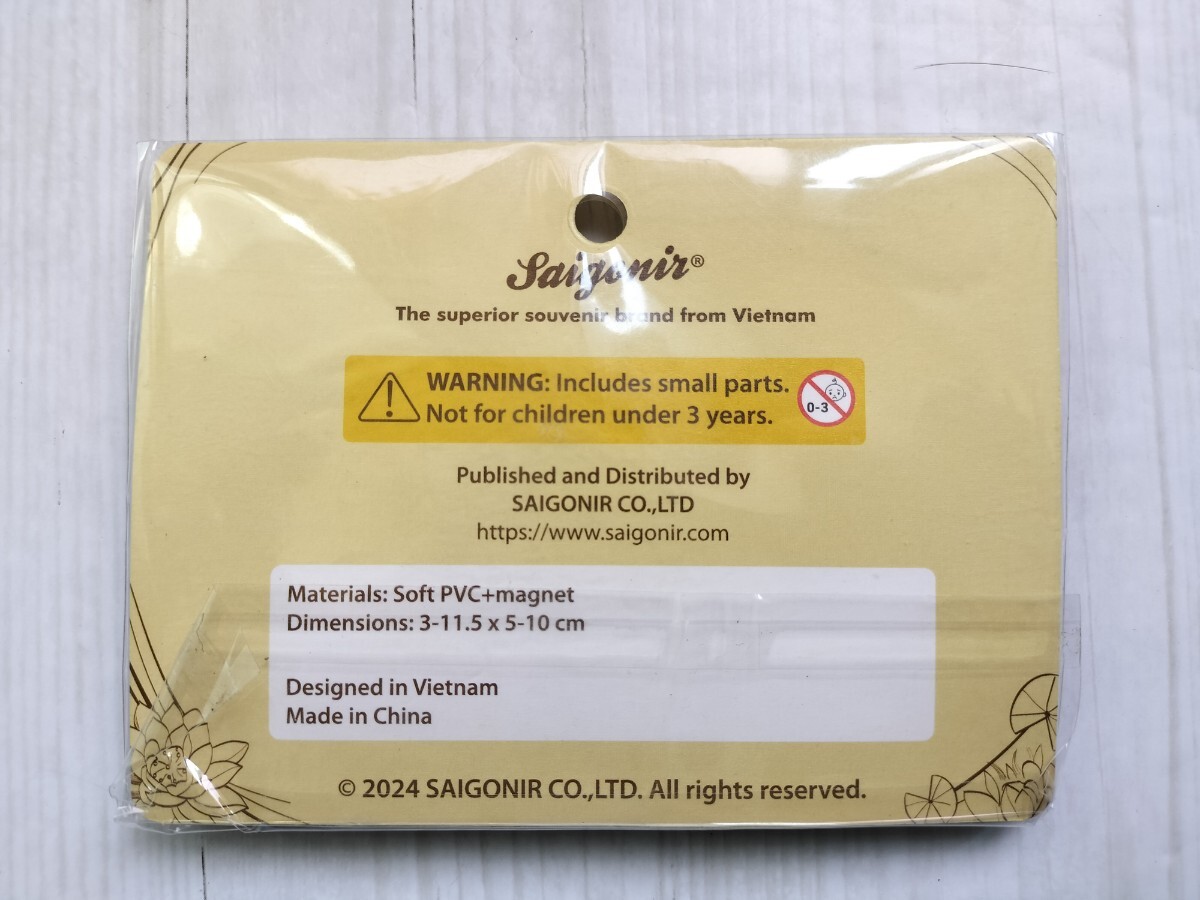 Saigonir®
The superior souvenir brand from Vietnam
WARNING: Includes small parts.
Not for children under 3 years.
0-3
Published and Distributed by
SAIGONIR CO.,LTD
https://www.saigonir.com
Materials: Soft PVC+magnet
Dimensions: 3-11.5 x 5-10 cm
Designed in Vietnam
Made in China
© 2024 SAIGONIR CO.,LTD. All rights reserved.